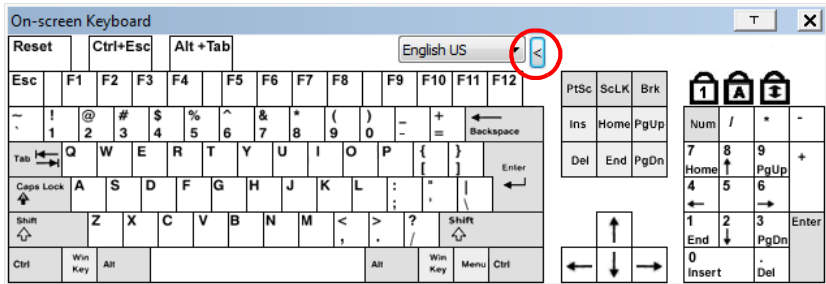 On-screen Keyboard T X
Reset Ctrl+Esc Alt +Tab English US <
Esc F1 F2 F3 F4 F5 F6 F7 F8 F9 F10 F11 F12 PtSc ScLK Brk 1 A
~ ` ! 1 @ 2 # 3 $ 4 % 5 ^ 6 & 7 * 8 ( 9 ) 0 _ - + = Backspace Ins Home PgUp Num / * -
Tab Q W E R T Y U I O P { [ } ] Enter Del End PgDn 7 Home 8 ↑ 9 PgUp +
Caps Lock A S D F G H J K L : ; " ' | \ 4 ← 5 6 →
Shift Z X C V B N M < , > . ? / Shift ↑ 1 End 2 ↓ 3 PgDn Enter
Ctrl Win Key Alt Alt Win Key Menu Ctrl ← ↓ → 0 Insert . Del